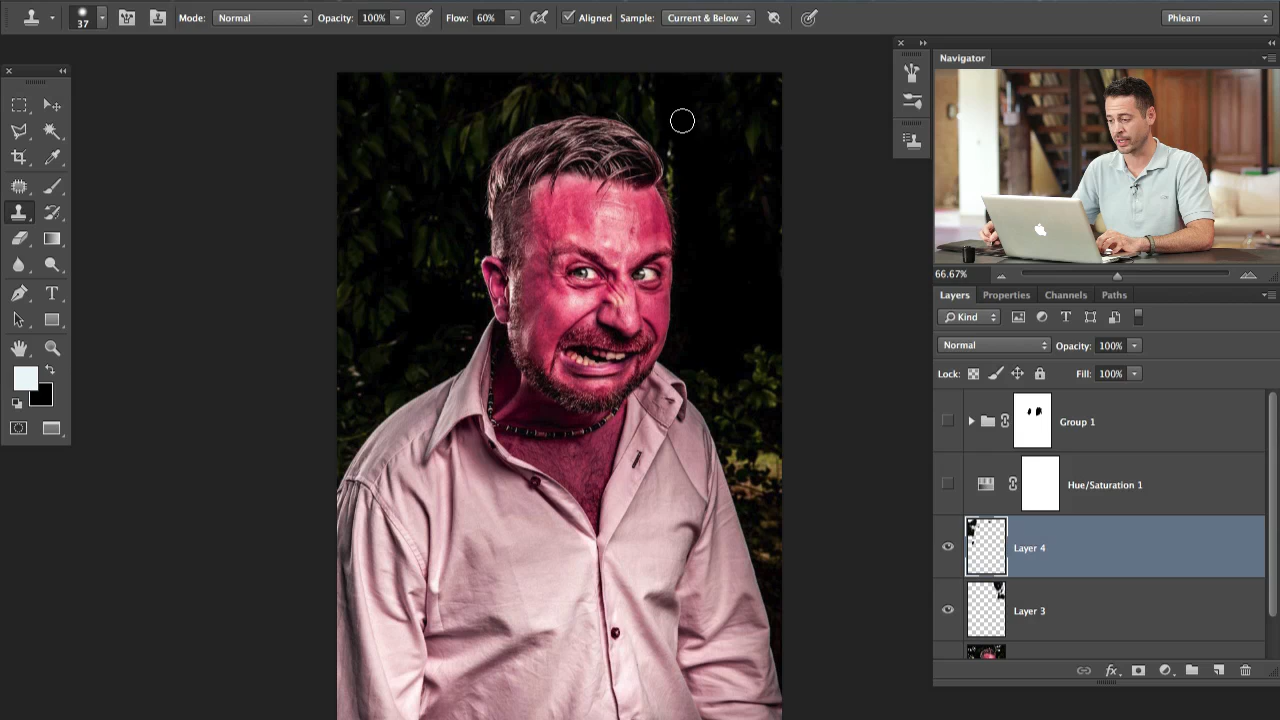 37 Mode: Normal Opacity: 100% Flow: 60% Aligned Sample: Current & Below Phlearn
Navigator
66.67%
Layers Properties Channels Paths
Kind T
Normal Opacity: 100%
Lock: Fill: 100%
Group 1
Hue/Saturation 1
Layer 4
Layer 3
fx